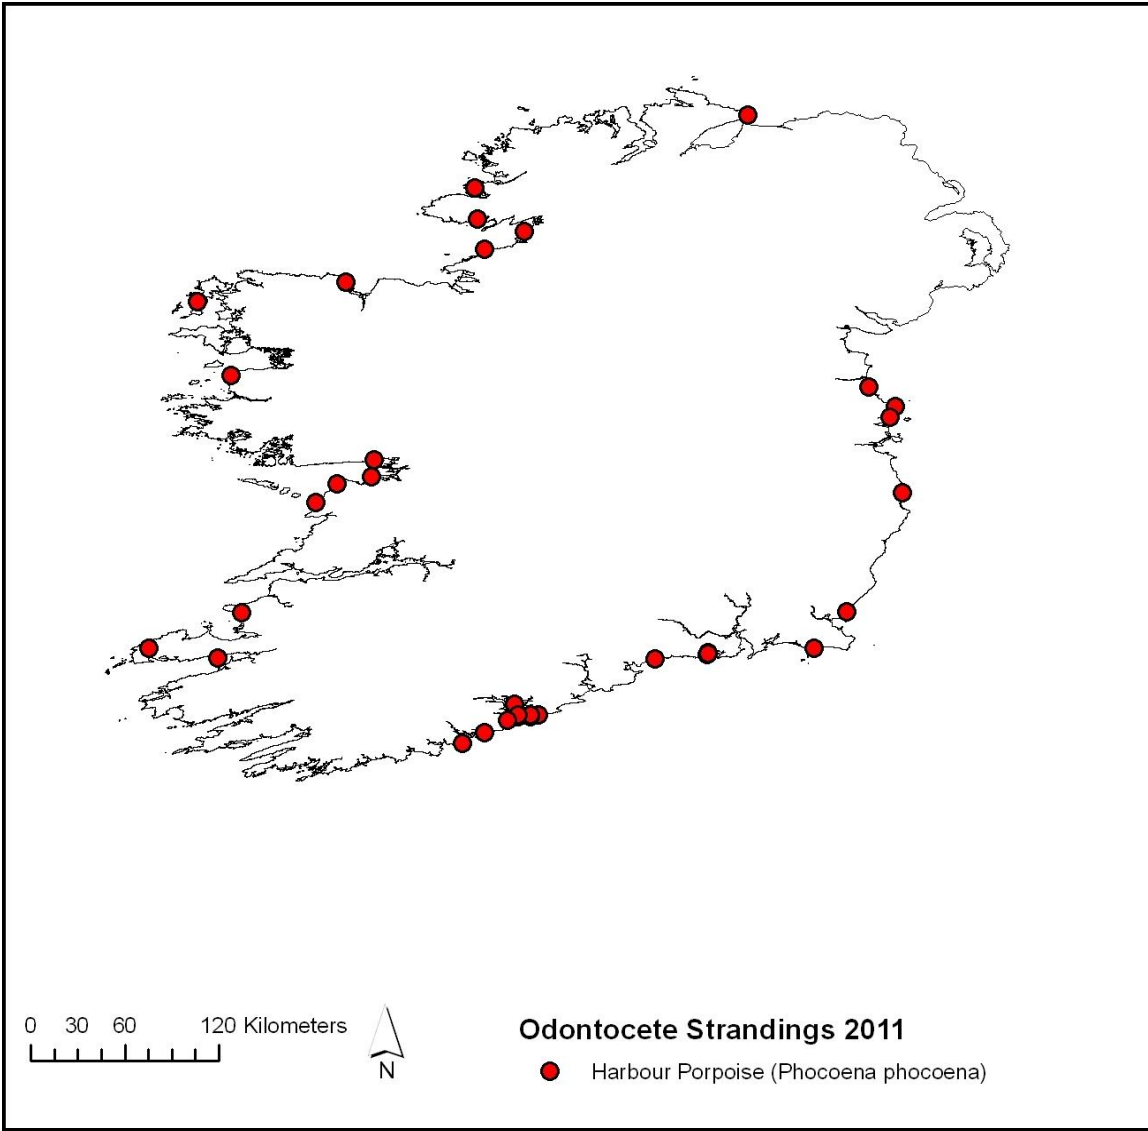 0 30 60 120 Kilometers
N
Odontocete Strandings 2011
Harbour Porpoise (Phocoena phocoena)